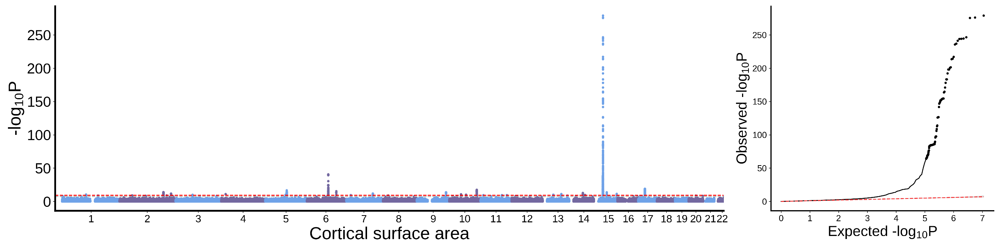 -log10P
250
200
150
100
50
0
1 2 3 4 5 6 7 8 9 10 11 12 13 14 15 16 17 18 19 20 21 22
Cortical surface area
Observed -log10P
250
200
150
100
50
0
0 1 2 3 4 5 6 7
Expected -log10P